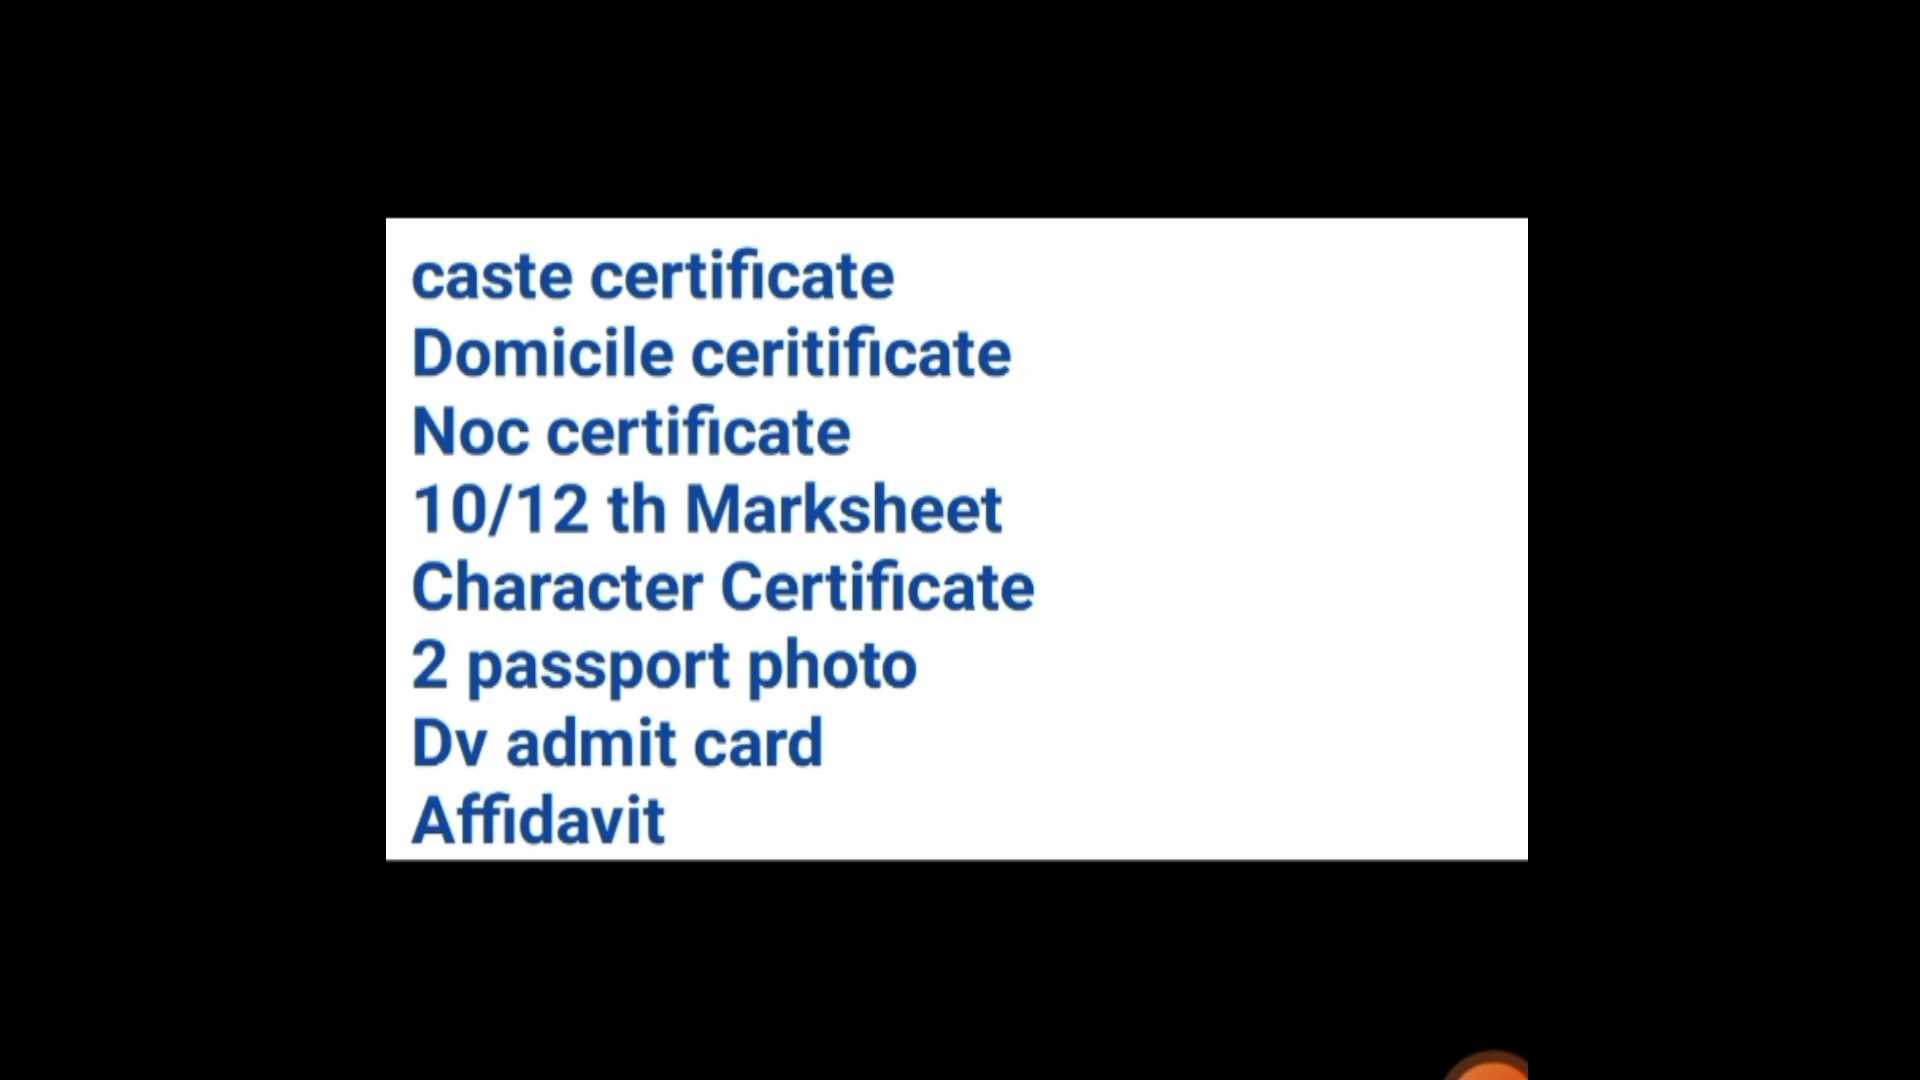 caste certificate
Domicile ceritificate
Noc certificate
10/12 th Marksheet
Character Certificate
2 passport photo
Dv admit card
Affidavit